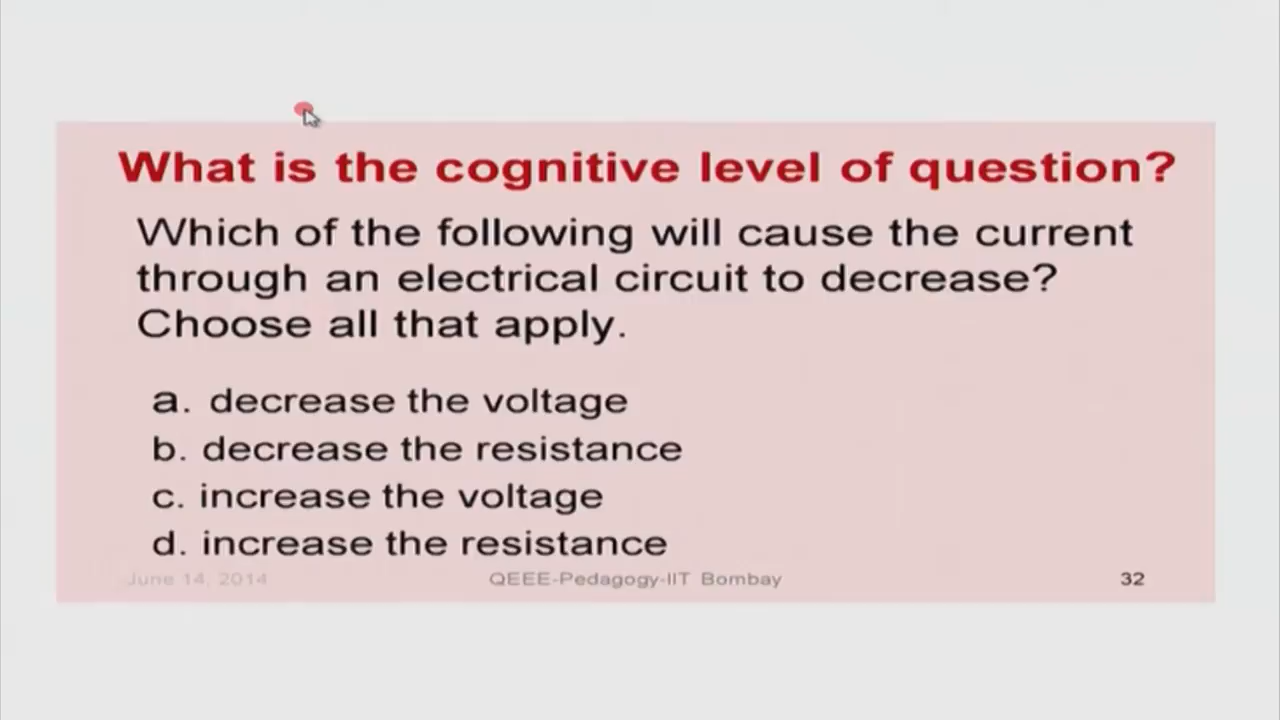 What is the cognitive level of question?
Which of the following will cause the current
through an electrical circuit to decrease?
Choose all that apply.
a. decrease the voltage
b. decrease the resistance
c. increase the voltage
d. increase the resistance
June 14, 2014 QEEE-Pedagogy-IIT Bombay 32